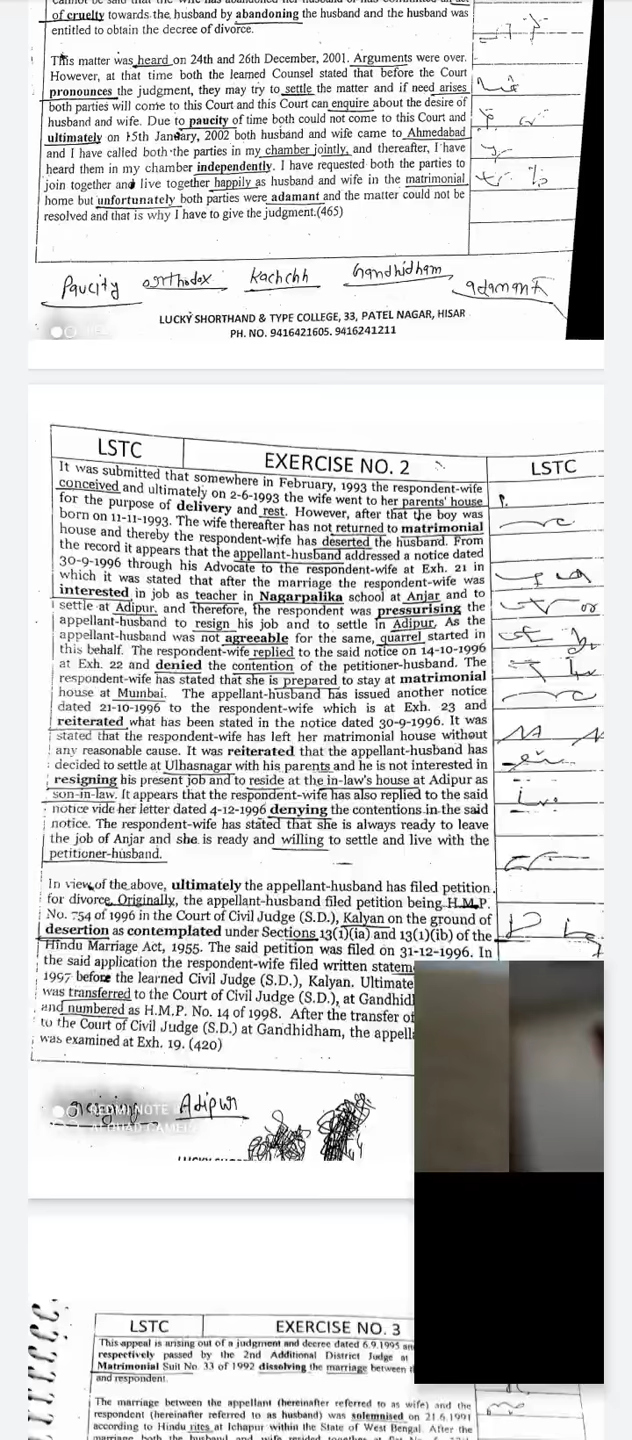 of cruelty towards the husband by abandoning the husband and the husband was
entitled to obtain the decree of divorce.
This matter was heard on 24th and 26th December, 2001. Arguments were over.
However, at that time both the learned Counsel stated that before the Court
pronounces the judgment, they may try to settle the matter and if need arises
both parties will come to this Court and this Court can enquire about the desire of
husband and wife. Due to paucity of time both could not come to this Court and
ultimately on 15th January, 2002 both husband and wife came to Ahmedabad
and I have called both the parties in my chamber jointly, and thereafter, I have
heard them in my chamber independently. I have requested both the parties to
join together and live together happily as husband and wife in the matrimonial
home but unfortunately both parties were adamant and the matter could not be
resolved and that is why I have to give the judgment.(465)
Paucity orthodox Kachchh Gandhidham adamant
LUCKY SHORTHAND & TYPE COLLEGE, 33, PATEL NAGAR, HISAR
PH. NO. 9416421605. 9416241211
LSTC EXERCISE NO. 2 LSTC
It was submitted that somewhere in February, 1993 the respondent-wife
conceived and ultimately on 2-6-1993 the wife went to her parents' house
for the purpose of delivery and rest. However, after that the boy was
born on 11-11-1993. The wife thereafter has not returned to matrimonial
house and thereby the respondent-wife has deserted the husband. From
the record it appears that the appellant-husband addressed a notice dated
30-9-1996 through his Advocate to the respondent-wife at Exh. 21 in
which it was stated that after the marriage the respondent-wife was
interested in job as teacher in Nagarpalika school at Anjar and to
settle at Adipur, and therefore, the respondent was pressurising the
appellant-husband to resign his job and to settle in Adipur. As the
appellant-husband was not agreeable for the same, quarrel started in
this behalf. The respondent-wife replied to the said notice on 14-10-1996
at Exh. 22 and denied the contention of the petitioner-husband. The
respondent-wife has stated that she is prepared to stay at matrimonial
house at Mumbai. The appellant-husband has issued another notice
dated 21-10-1996 to the respondent-wife which is at Exh. 23 and
reiterated what has been stated in the notice dated 30-9-1996. It was
stated that the respondent-wife has left her matrimonial house without
any reasonable cause. It was reiterated that the appellant-husband has
decided to settle at Ulhasnagar with his parents and he is not interested in
resigning his present job and to reside at the in-law's house at Adipur as
son-in-law. It appears that the respondent-wife has also replied to the said
notice vide her letter dated 4-12-1996 denying the contentions in the said
notice. The respondent-wife has stated that she is always ready to leave
the job of Anjar and she is ready and willing to settle and live with the
petitioner-husband.
In view of the above, ultimately the appellant-husband has filed petition
for divorce. Originally, the appellant-husband filed petition being H.M.P.
No. 754 of 1996 in the Court of Civil Judge (S.D.), Kalyan on the ground of
desertion as contemplated under Sections 13(1)(ia) and 13(1)(ib) of the
Hindu Marriage Act, 1955. The said petition was filed on 31-12-1996. In
the said application the respondent-wife filed written statem
1997 before the learned Civil Judge (S.D.), Kalyan. Ultimate
was transferred to the Court of Civil Judge (S.D.), at Gandhid
and numbered as H.M.P. No. 14 of 1998. After the transfer of
to the Court of Civil Judge (S.D.) at Gandhidham, the appell
was examined at Exh. 19. (420)
Adipur
LSTC EXERCISE NO. 3
This appeal is arising out of a judgment and decree dated 6.9.1995 and
respectively passed by the 2nd Additional District Judge at
Matrimonial Suit No. 33 of 1992 dissolving the marriage between
and respondent.
The marriage between the appellant (hereinafter referred to as wife) and the
respondent (hereinafter referred to as husband) was solemnised on 21.6.1991
according to Hindu rites at Ichapur within the State of West Bengal. After the